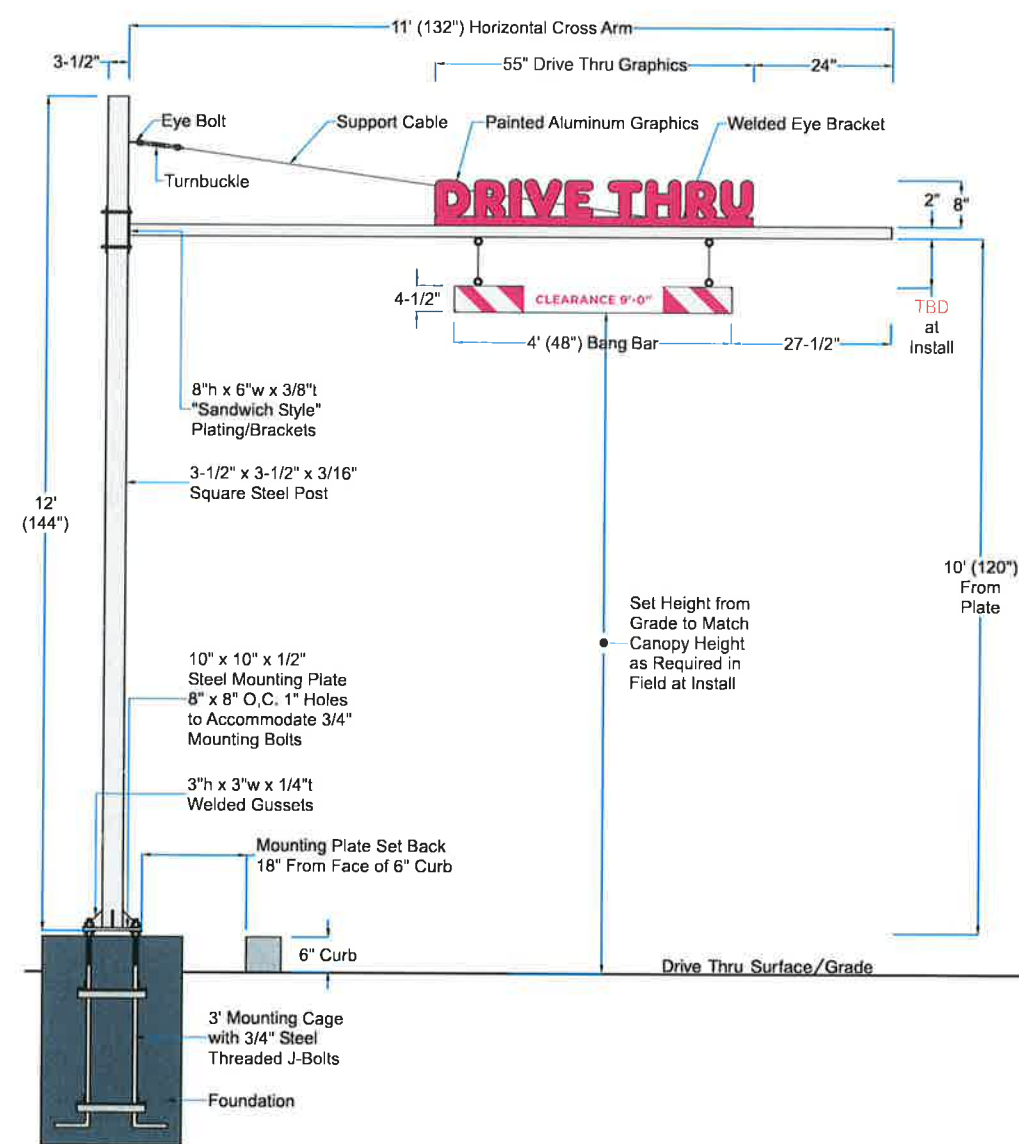 11' (132") Horizontal Cross Arm
3-1/2"
55" Drive Thru Graphics
24"
Eye Bolt
Support Cable
Painted Aluminum Graphics
Welded Eye Bracket
Turnbuckle
DRIVE THRU
2"
8"
4-1/2"
CLEARANCE 9'-0"
TBD
at
Install
4' (48") Bang Bar
27-1/2"
8"h x 6"w x 3/8"t
"Sandwich Style"
Plating/Brackets
3-1/2" x 3-1/2" x 3/16"
Square Steel Post
12'
(144")
10' (120")
From
Plate
Set Height from
Grade to Match
Canopy Height
as Required in
Field at Install
10" x 10" x 1/2"
Steel Mounting Plate
8" x 8" O,C. 1" Holes
to Accommodate 3/4"
Mounting Bolts
3"h x 3"w x 1/4"t
Welded Gussets
Mounting Plate Set Back
18" From Face of 6" Curb
6" Curb
Drive Thru Surface/Grade
3' Mounting Cage
with 3/4" Steel
Threaded J-Bolts
Foundation